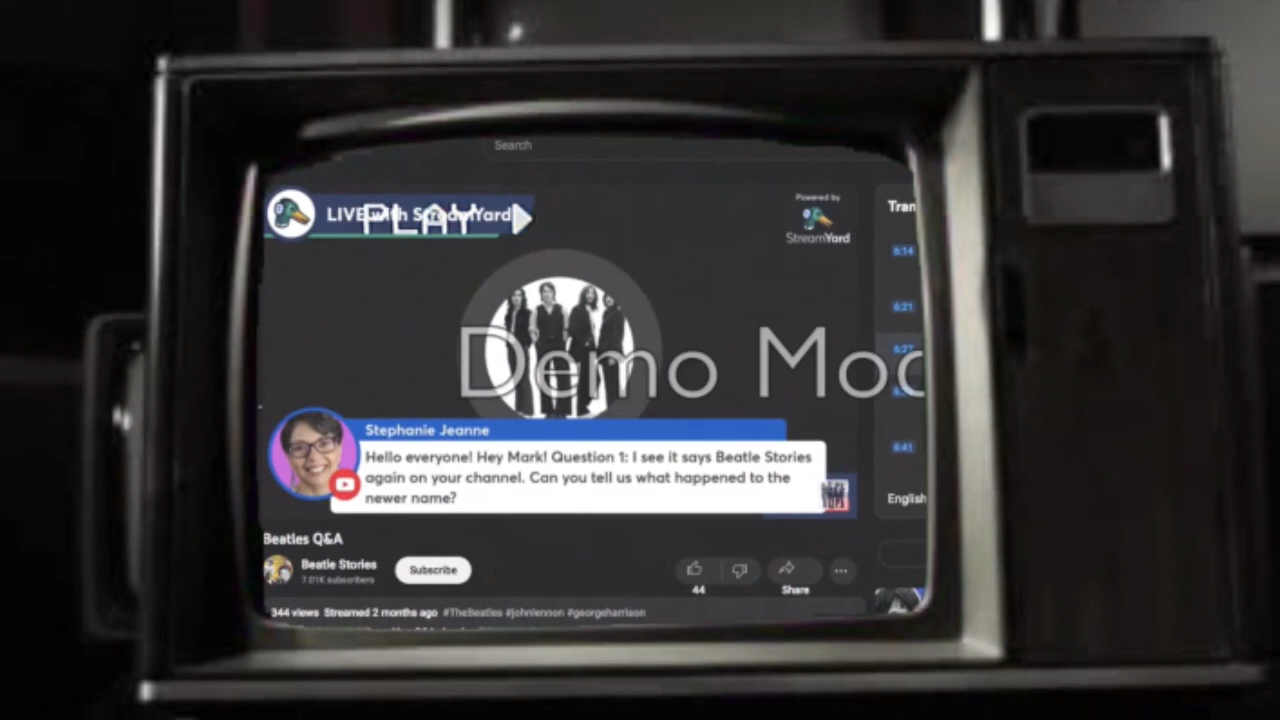 Search
LIVE with StreamYard
PLAY
Powered by
StreamYard
Tran
6:14
6:21
6:27
6:41
Demo Moc
Stephanie Jeanne
Hello everyone! Hey Mark! Question 1: I see it says Beatle Stories
again on your channel. Can you tell us what happened to the
newer name?
English
Beatles Q&A
Beatle Stories
7.01K subscribers
Subscribe
44
Share
344 views Streamed 2 months ago #TheBeatles #johnlennon #georgeharrison